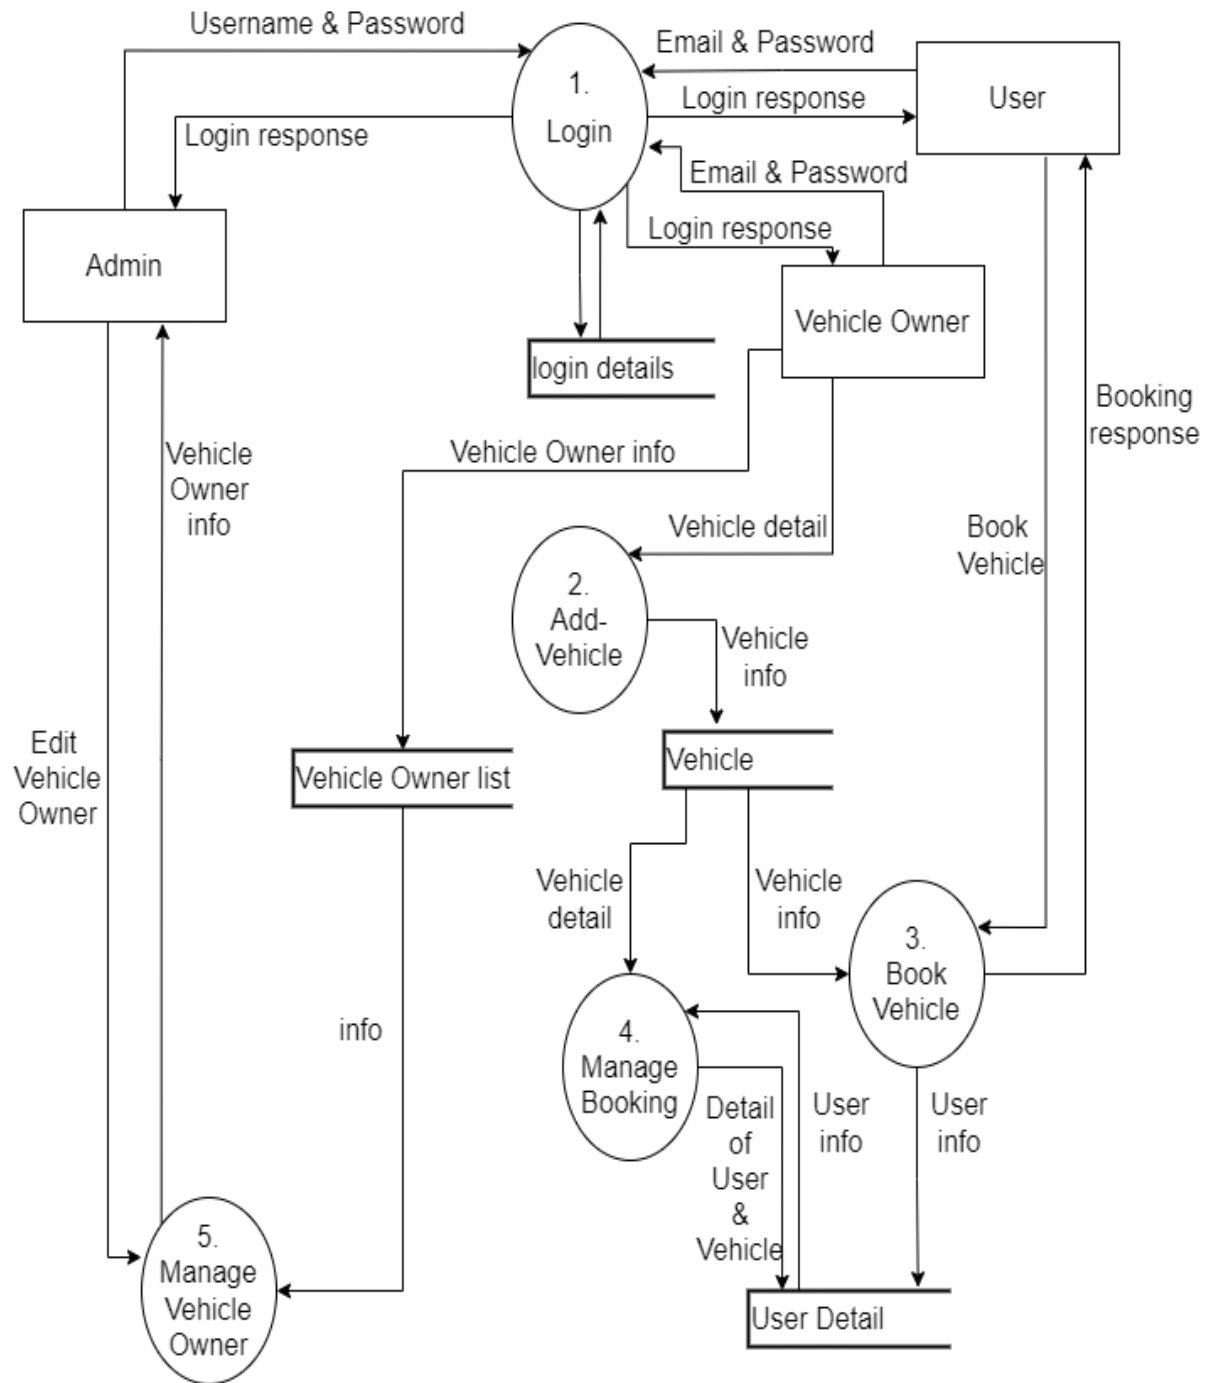 Username & Password
Email & Password
1.
Login
User
Login response
Login response
Email & Password
Login response
Admin
Vehicle Owner
login details
Booking
response
Vehicle
Owner
info
Vehicle Owner info
Vehicle detail
Book
Vehicle
2.
Add-
Vehicle
Vehicle
info
Edit
Vehicle
Owner
Vehicle Owner list
Vehicle
Vehicle
detail
Vehicle
info
3.
Book
Vehicle
info
4.
Manage
Booking
Detail
of
User
&
Vehicle
User
info
User
info
5.
Manage
Vehicle
Owner
User Detail